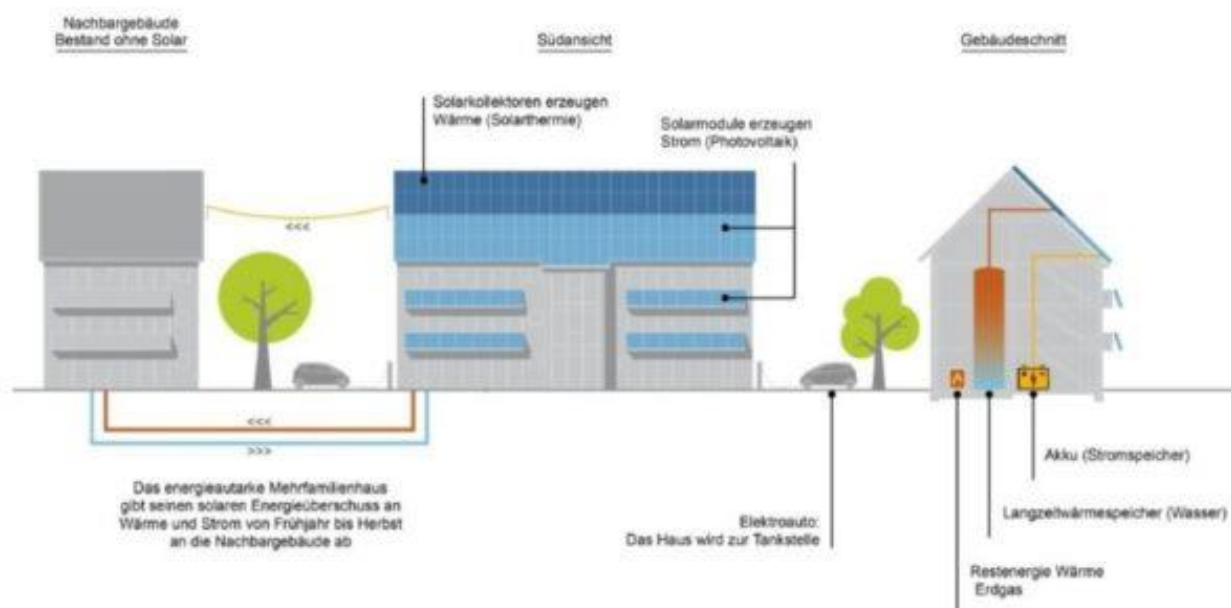 Nachbargebäude
Bestand ohne Solar
Südansicht
Gebäudeschnitt
Solarkollektoren erzeugen
Wärme (Solarthermie)
Solarmodule erzeugen
Strom (Photovoltaik)
<<<
<<<
>>>
Das energieautarke Mehrfamilienhaus
gibt seinen solaren Energieüberschuss an
Wärme und Strom von Frühjahr bis Herbst
an die Nachbargebäude ab
Elektroauto:
Das Haus wird zur Tankstelle
Akku (Stromspeicher)
Langzeitwärmespeicher (Wasser)
Restenergie Wärme
Erdgas